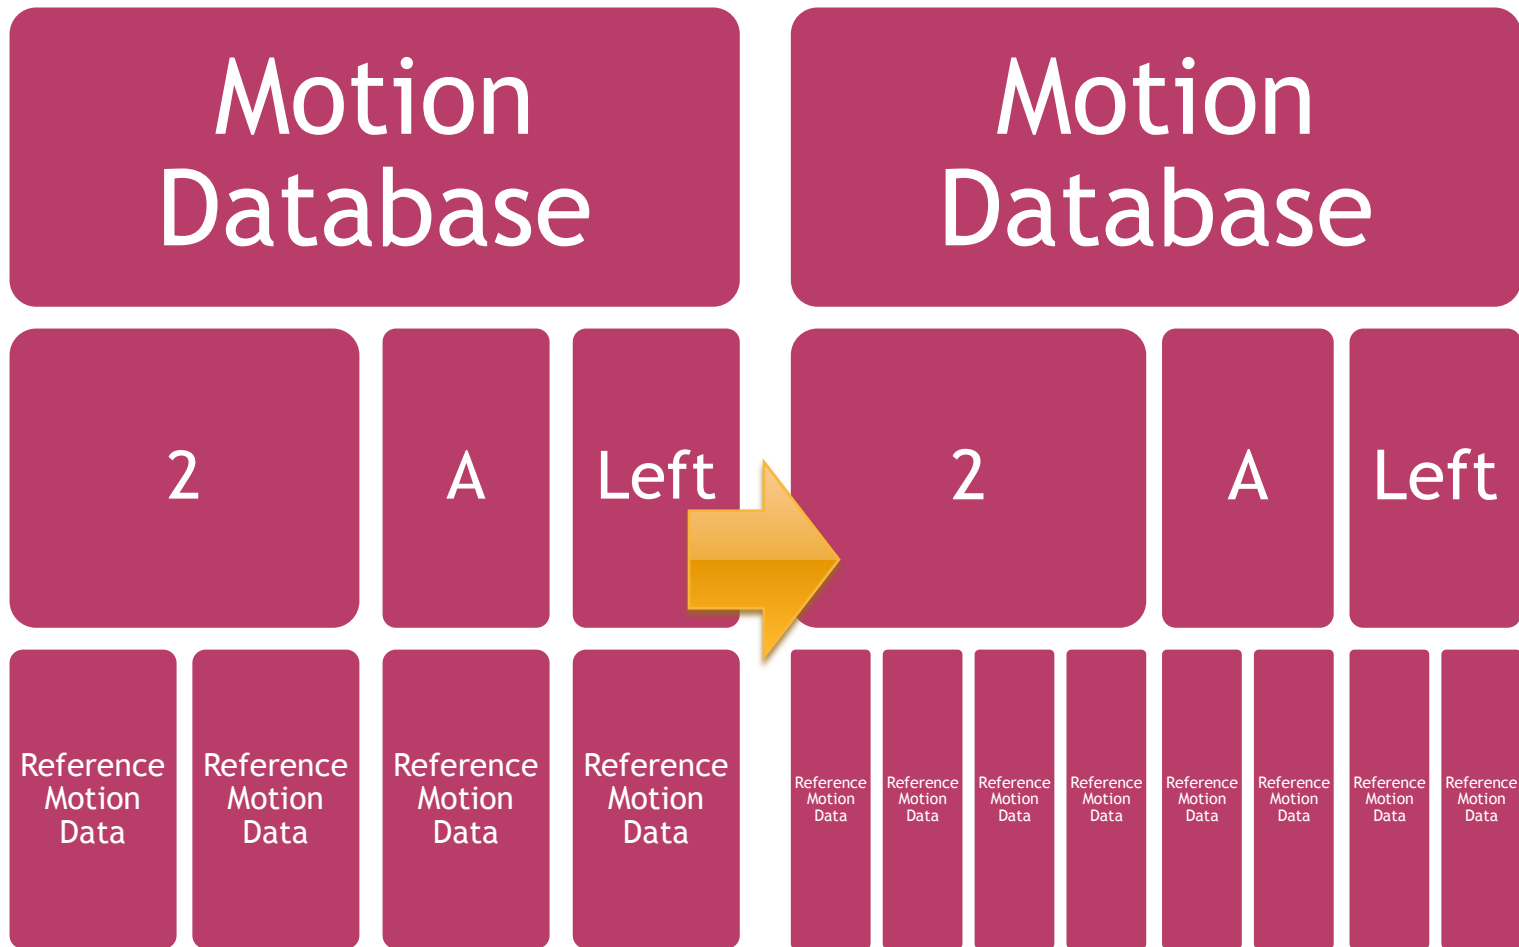 Motion
Database
2
A
Left
Reference
Motion
Data
Reference
Motion
Data
Reference
Motion
Data
Reference
Motion
Data
Motion
Database
2
A
Left
Reference
Motion
Data
Reference
Motion
Data
Reference
Motion
Data
Reference
Motion
Data
Reference
Motion
Data
Reference
Motion
Data
Reference
Motion
Data
Reference
Motion
Data